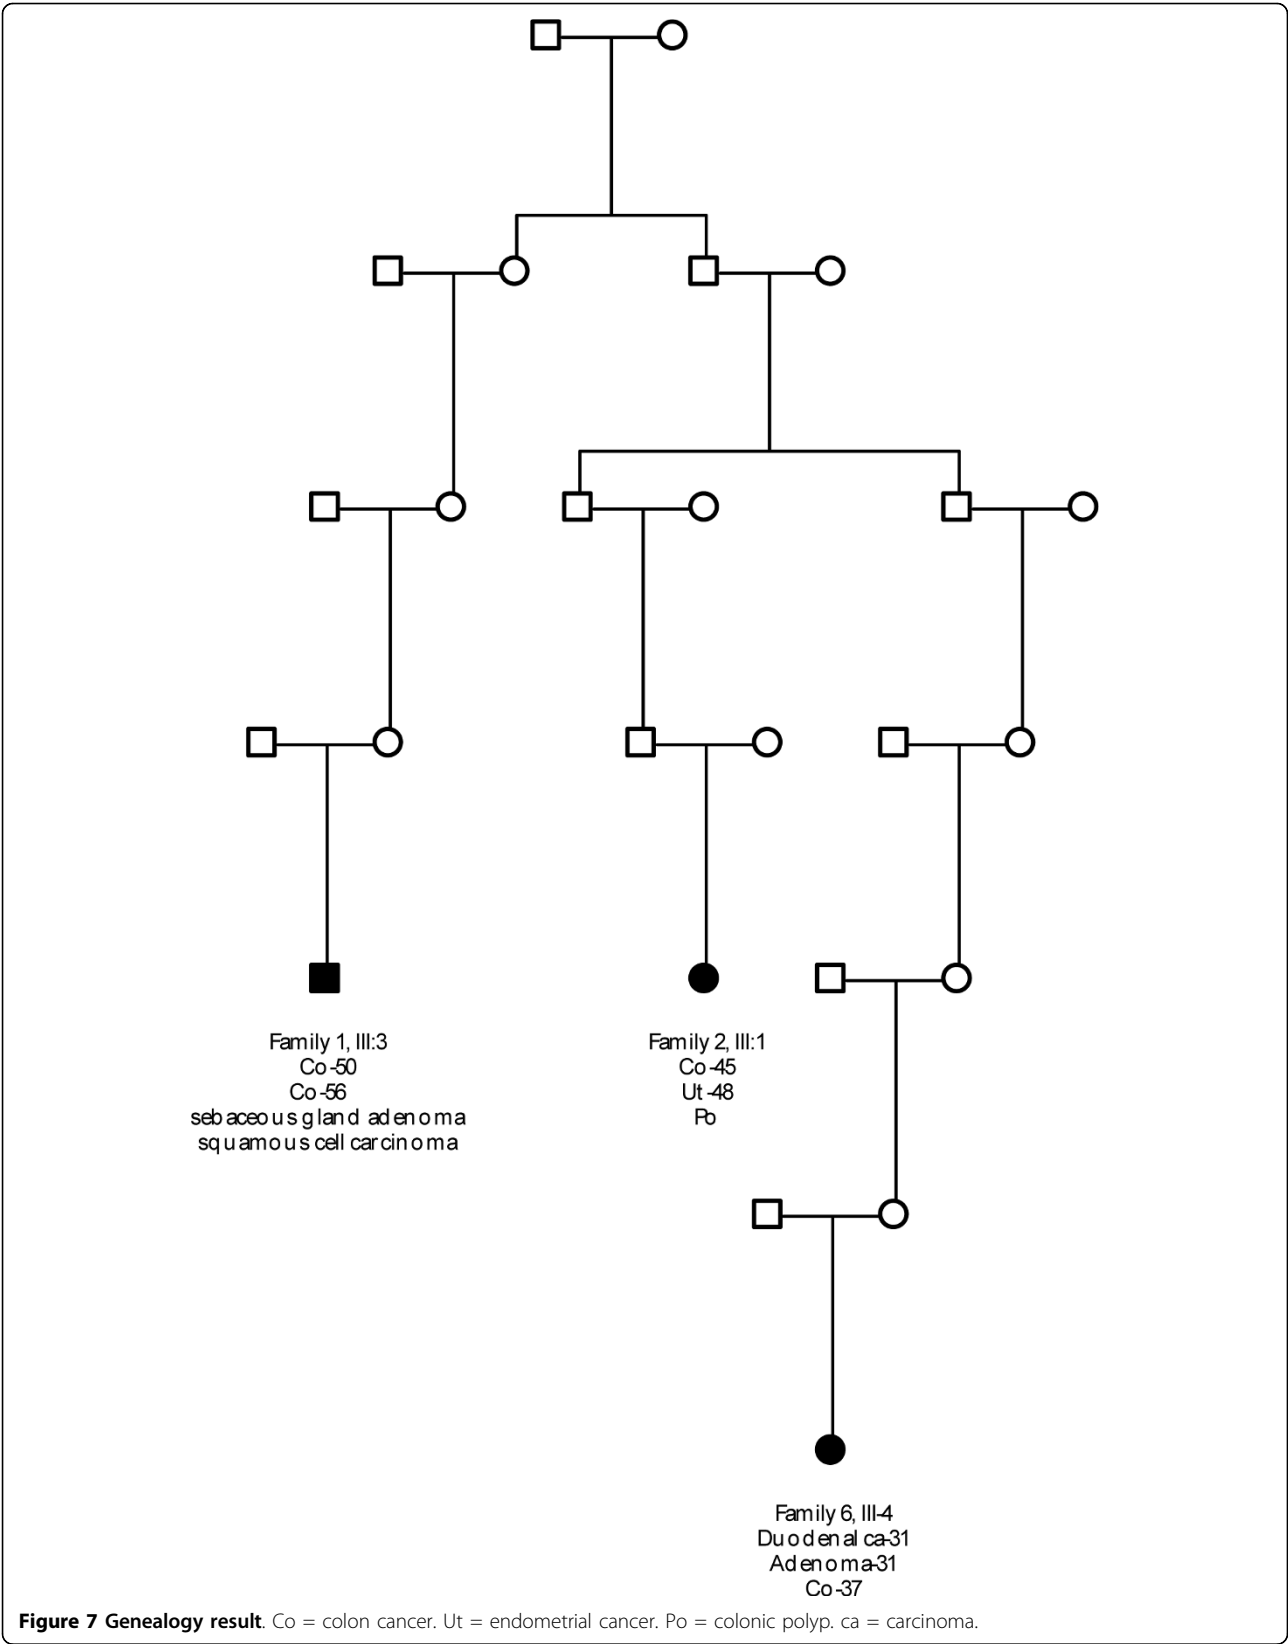 Family 1, III:3
Co-50
Co-56
sebaceous gland adenoma
squamous cell carcinoma
Family 2, III:1
Co-45
Ut-48
Po
Family 6, III-4
Duodenal ca-31
Adenoma-31
Co-37
Figure 7 Genealogy result. Co = colon cancer. Ut = endometrial cancer. Po = colonic polyp. ca = carcinoma.